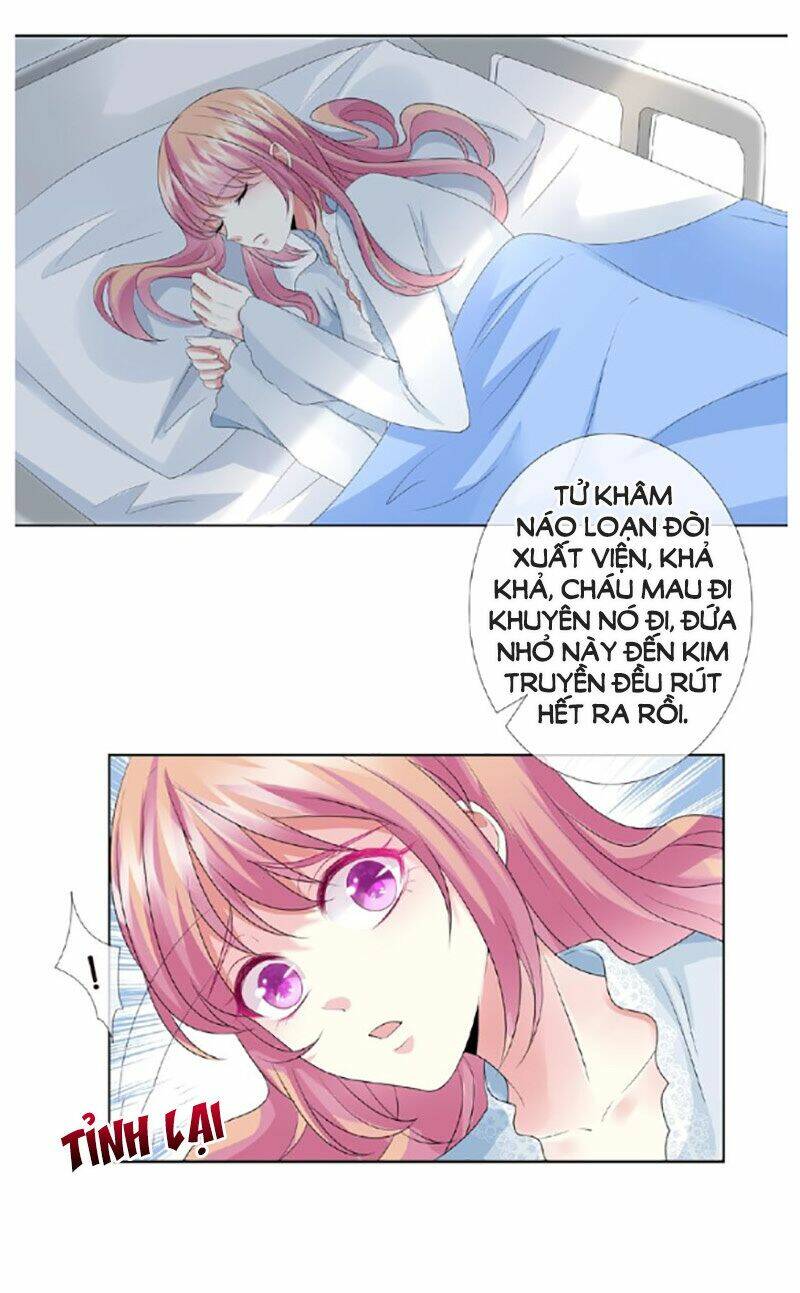 TỬ KHÂM
NÁO LOẠN ĐÒI
XUẤT VIỆN, KHẢ
KHẢ, CHÁU MAU ĐI
KHUYÊN NÓ ĐI, ĐỨA
NHỎ NÀY ĐẾN KIM
TRUYỀN ĐỀU RÚT
HẾT RA RỒI.
!
TỈNH LẠI